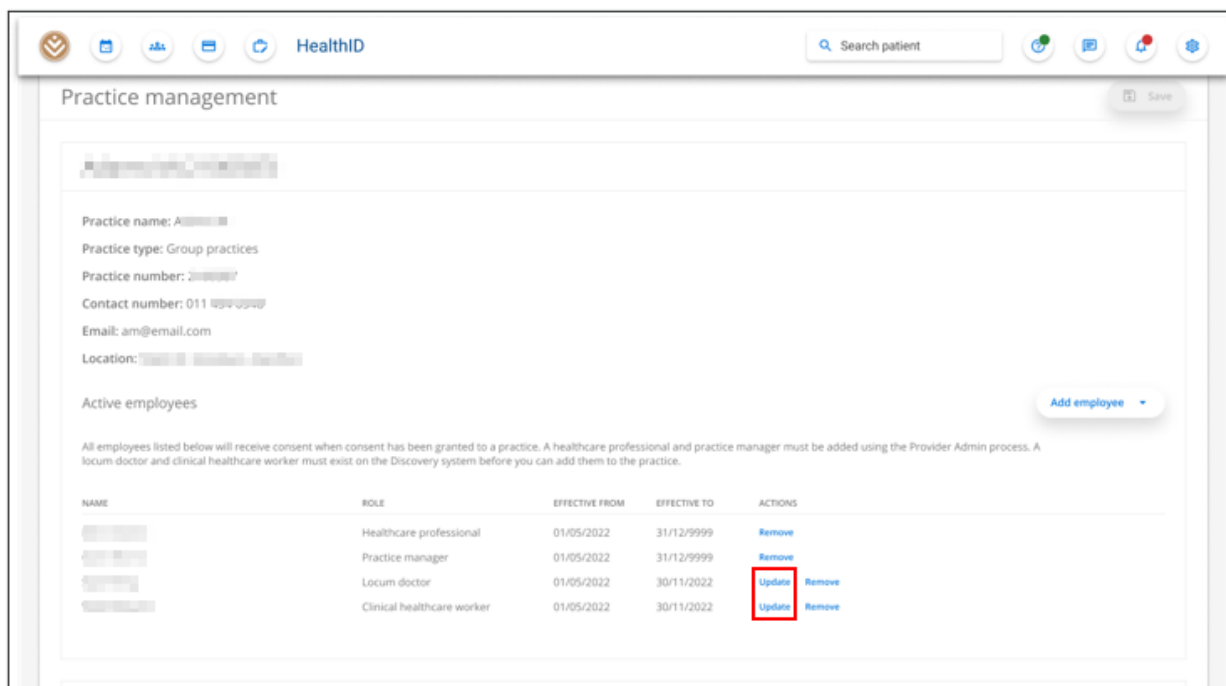 HealthID
Search patient
Practice management
Save
Practice name:
Practice type: Group practices
Practice number:
Contact number: 011
Email: am@email.com
Location:
Active employees
Add employee
All employees listed below will receive consent when consent has been granted to a practice. A healthcare professional and practice manager must be added using the Provider Admin process. A
locum doctor and clinical healthcare worker must exist on the Discovery system before you can add them to the practice.
NAME ROLE EFFECTIVE FROM EFFECTIVE TO ACTIONS
Healthcare professional 01/05/2022 31/12/9999 Remove
Practice manager 01/05/2022 31/12/9999 Remove
Locum doctor 01/05/2022 30/11/2022 Update Remove
Clinical healthcare worker 01/05/2022 30/11/2022 Update Remove